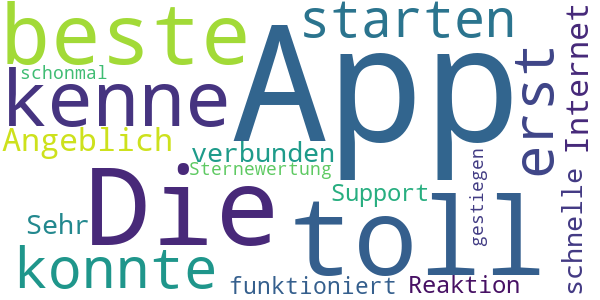 beste
starten
App
schonmal
kenne
Angeblich
verbunden
Sternewertung
Die
Support
toll
Sehr
konnte
funktioniert
Reaktion
gestiegen
erst
schnelle Internet